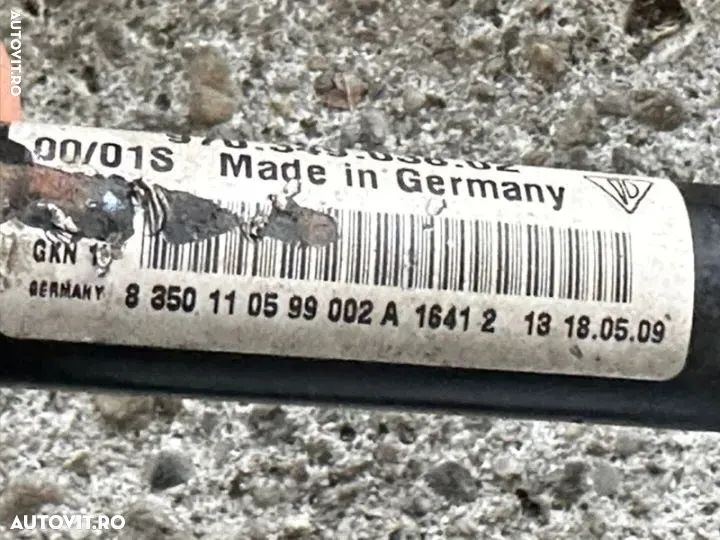 AUTOVIT.RO
00/01S Made in Germany
GKN
GERMANY 8 350 11 05 99 002 A 1641 2 13 18.05.09
AUTOVIT.RO